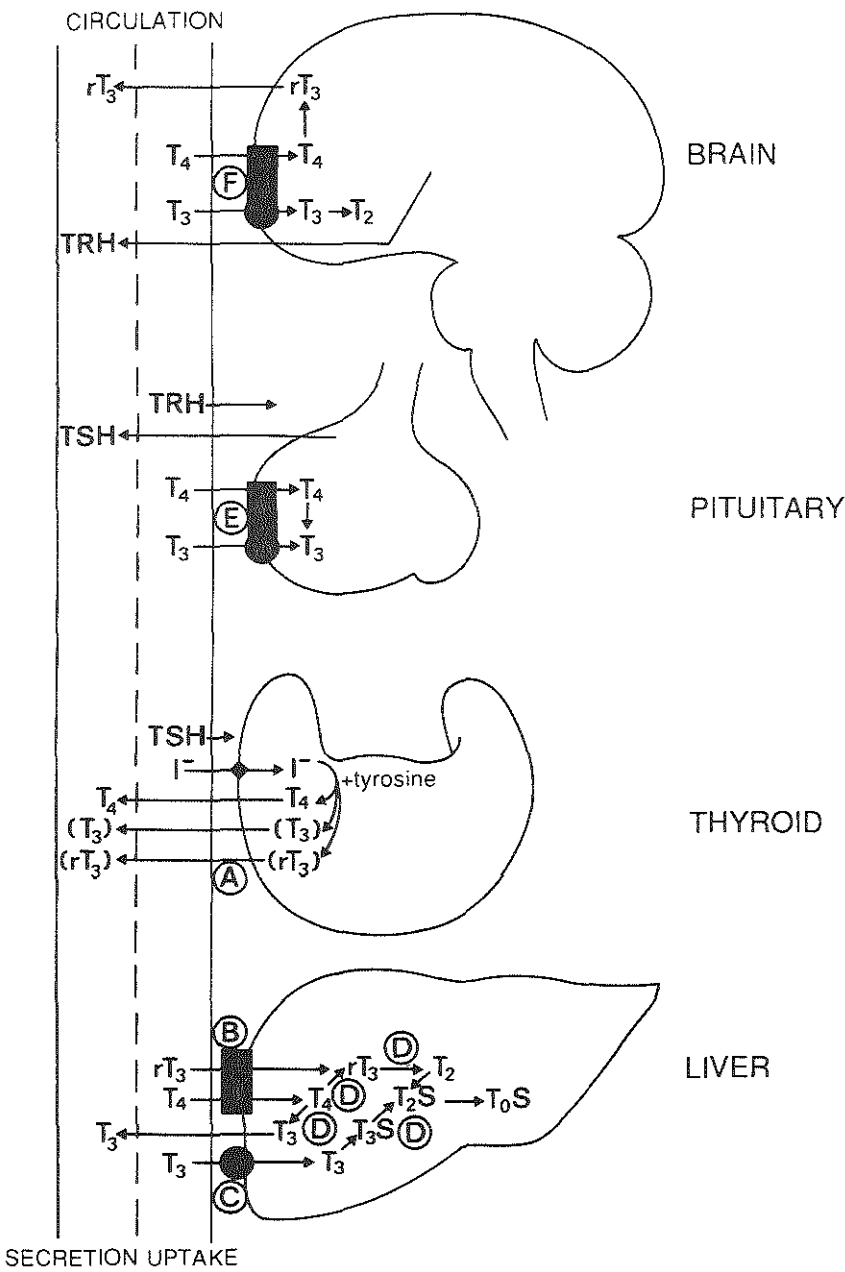 CIRCULATION
rT₃ rT₃
T₄ T₄
BRAIN
F
T₃ T₃ T₂
TRH
TRH
TSH
T₄ T₄
PITUITARY
E
T₃ T₃
TSH
I⁻ I⁻
+tyrosine
T₄ T₄
THYROID
(T₃) (T₃)
(rT₃) (rT₃)
A
B
D
LIVER
rT₃ rT₃ T₂
T₄ T₄ D T₂S T₀S
T₃ T₃ D T₃S D
T₃ T₃
C
SECRETION UPTAKE